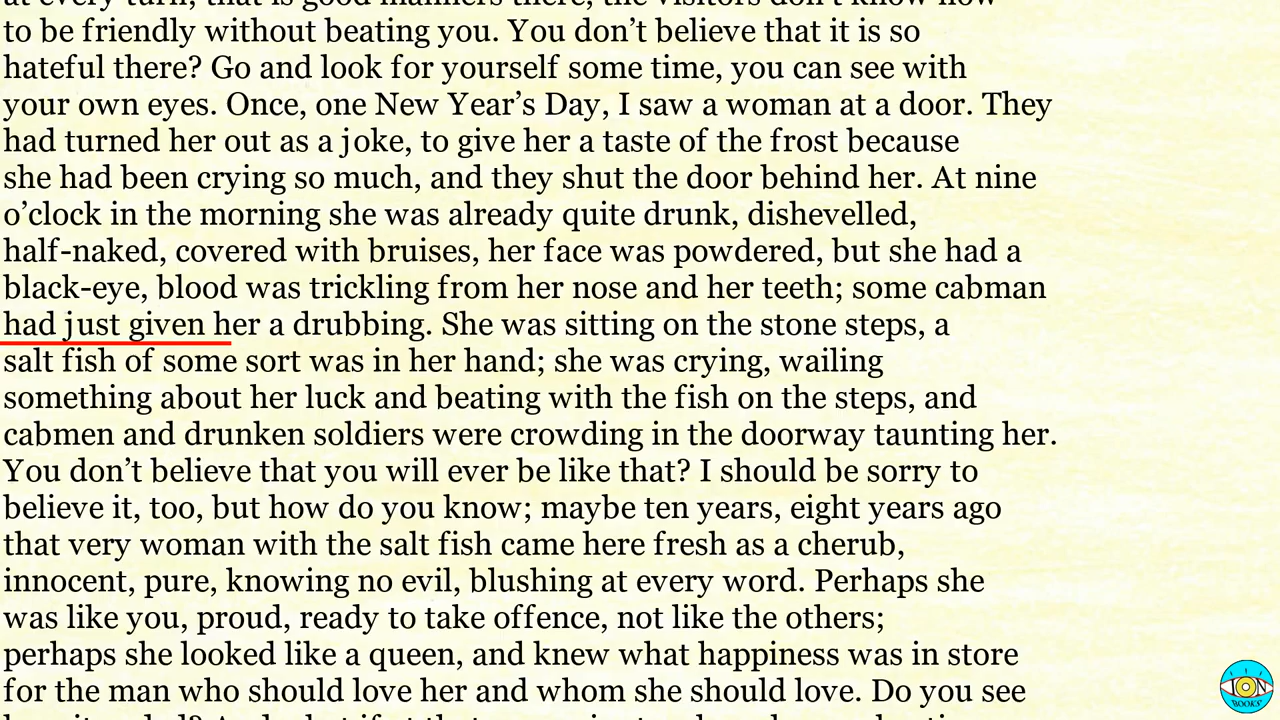 at every turn, that is good manners there, the visitors don't know how
to be friendly without beating you. You don’t believe that it is so
hateful there? Go and look for yourself some time, you can see with
your own eyes. Once, one New Year’s Day, I saw a woman at a door. They
had turned her out as a joke, to give her a taste of the frost because
she had been crying so much, and they shut the door behind her. At nine
o’clock in the morning she was already quite drunk, dishevelled,
half-naked, covered with bruises, her face was powdered, but she had a
black-eye, blood was trickling from her nose and her teeth; some cabman
had just given her a drubbing. She was sitting on the stone steps, a
salt fish of some sort was in her hand; she was crying, wailing
something about her luck and beating with the fish on the steps, and
cabmen and drunken soldiers were crowding in the doorway taunting her.
You don’t believe that you will ever be like that? I should be sorry to
believe it, too, but how do you know; maybe ten years, eight years ago
that very woman with the salt fish came here fresh as a cherub,
innocent, pure, knowing no evil, blushing at every word. Perhaps she
was like you, proud, ready to take offence, not like the others;
perhaps she looked like a queen, and knew what happiness was in store
for the man who should love her and whom she should love. Do you see
ION
BOOKS